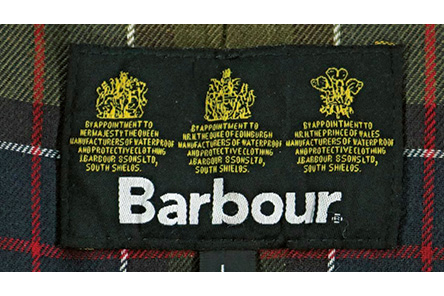 BY APPOINTMENT TO
HER MAJESTY THE QUEEN
MANUFACTURERS OF WATERPROOF
AND PROTECTIVE CLOTHING
J.BARBOUR & SONS LTD,
SOUTH SHIELDS.
BY APPOINTMENT TO
H.R.H. THE DUKE OF EDINBURGH
MANUFACTURERS OF WATERPROOF
AND PROTECTIVE CLOTHING
J.BARBOUR & SONS LTD,
SOUTH SHIELDS.
BY APPOINTMENT TO
H.R.H. THE PRINCE OF WALES
MANUFACTURERS OF WATERPROOF
AND PROTECTIVE CLOTHING
J.BARBOUR & SONS LTD,
SOUTH SHIELDS.
Barbour